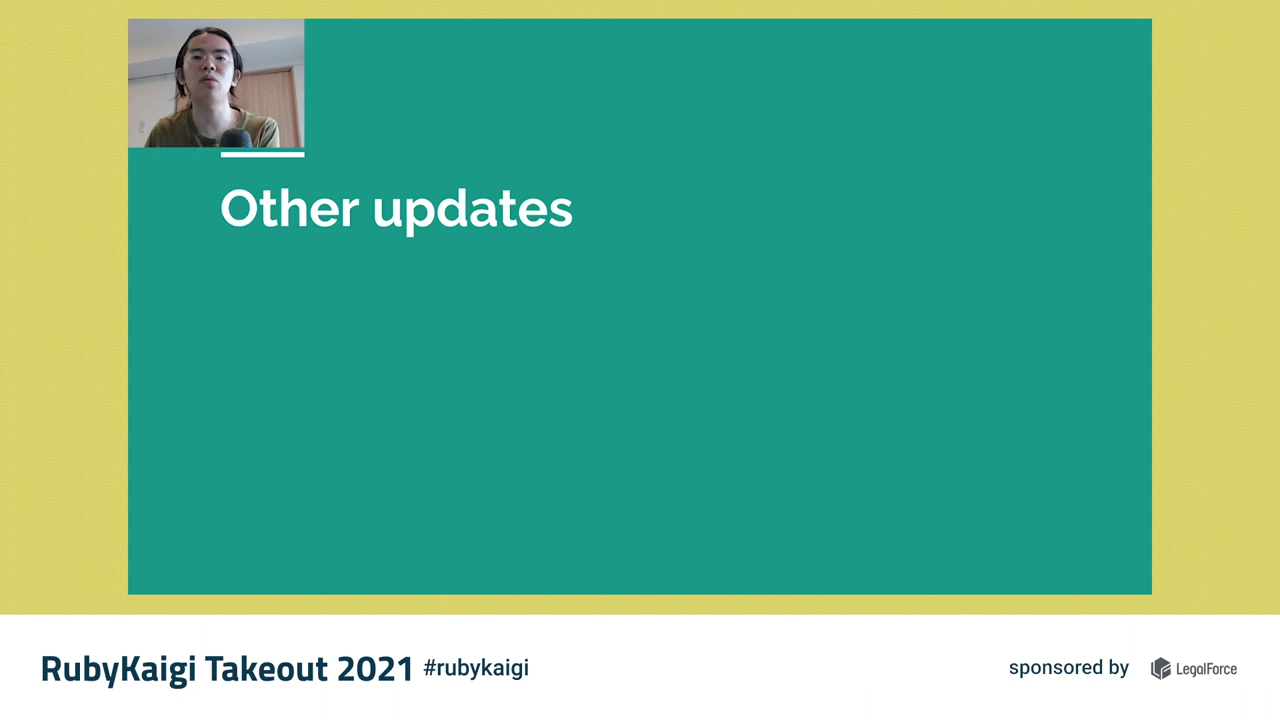 Other updates
RubyKaigi Takeout 2021 #rubykaigi
sponsored by LegalForce